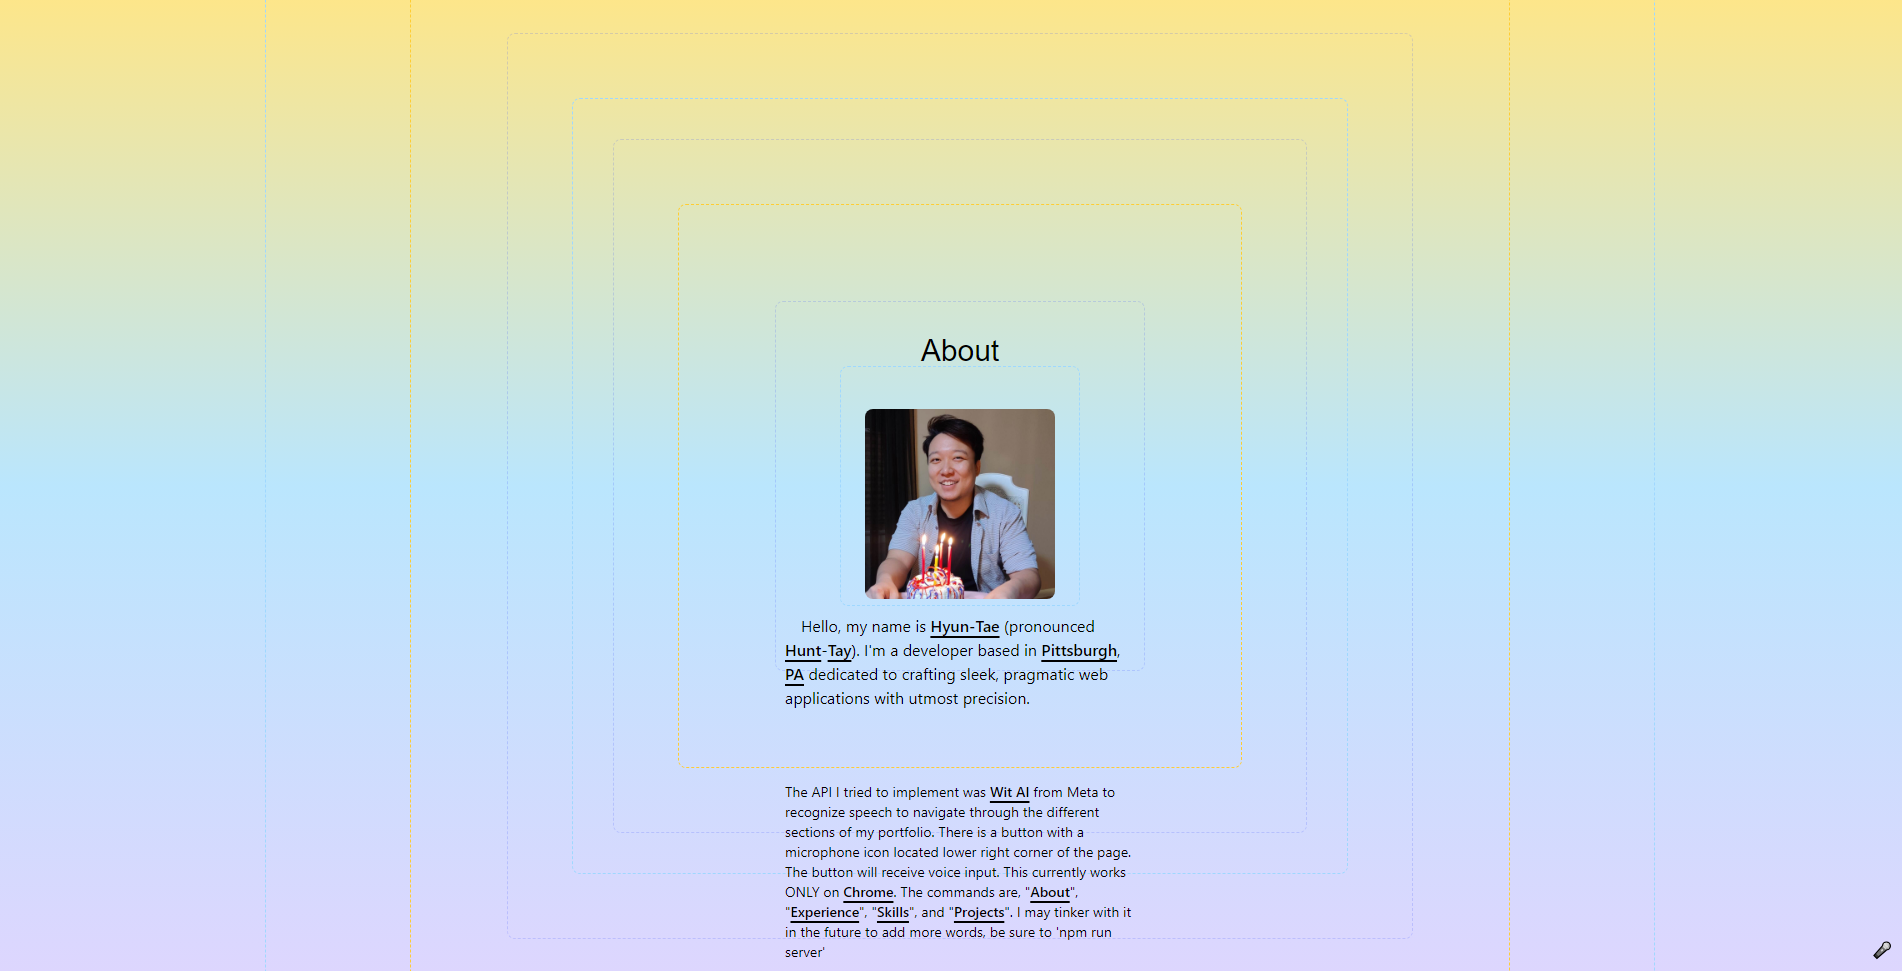 About
Hello, my name is Hyun-Tae (pronounced
Hunt-Tay). I'm a developer based in Pittsburgh,
PA dedicated to crafting sleek, pragmatic web
applications with utmost precision.
The API I tried to implement was Wit AI from Meta to
recognize speech to navigate through the different
sections of my portfolio. There is a button with a
microphone icon located lower right corner of the page.
The button will receive voice input. This currently works
ONLY on Chrome. The commands are, "About",
"Experience", "Skills", and "Projects". I may tinker with it
in the future to add more words, be sure to 'npm run
server'